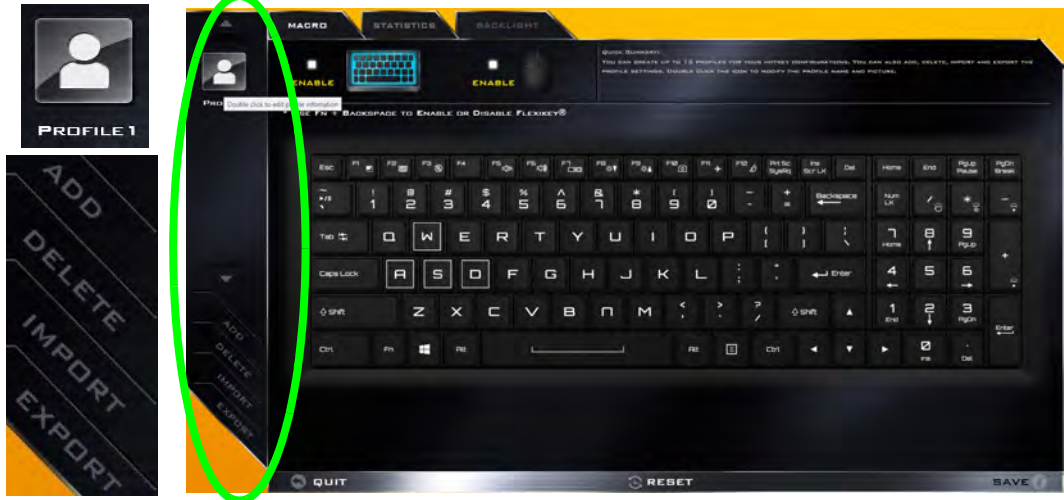 PROFILE 1
ADD
DELETE
IMPORT
EXPORT
MACRO
STATISTICS
BACKLIGHT
ENABLE
ENABLE
QUICK SUMMARY:
YOU CAN CREATE UP TO 15 PROFILES FOR YOUR HOTKEY CONFIGURATIONS. YOU CAN ALSO ADD, DELETE, IMPORT AND EXPORT THE
PROFILE SETTINGS. DOUBLE CLICK THE ICON TO MODIFY THE PROFILE NAME AND PICTURE.
Double click to edit profile information
FN + BACKSPACE TO ENABLE OR DISABLE FLEXIKEY®
Esc F1 F2 F3 F4 F5 F6 F7 F8 F9 F10 F11 F12 Prt Sc Ins Del Home End PgUp PgDn
SysRq Scr LK Pause Break
~ ! @ # $ % ^ & * ( ) - + Backspace Num / * -
` 1 2 3 4 5 6 7 8 9 0 = LK
Tab Q W E R T Y U I O P { } | 7 8 9 +
[ ] \ Home PgUp
Caps Lock A S D F G H J K L : " Enter 4 5 6
; '
Shift Z X C V B N M < > ? Shift 1 2 3 Enter
, . / End PgDn
Ctrl Fn Alt Alt Ctrl 0 .
Ins Del
ADD
DELETE
IMPORT
EXPORT
QUIT
RESET
SAVE